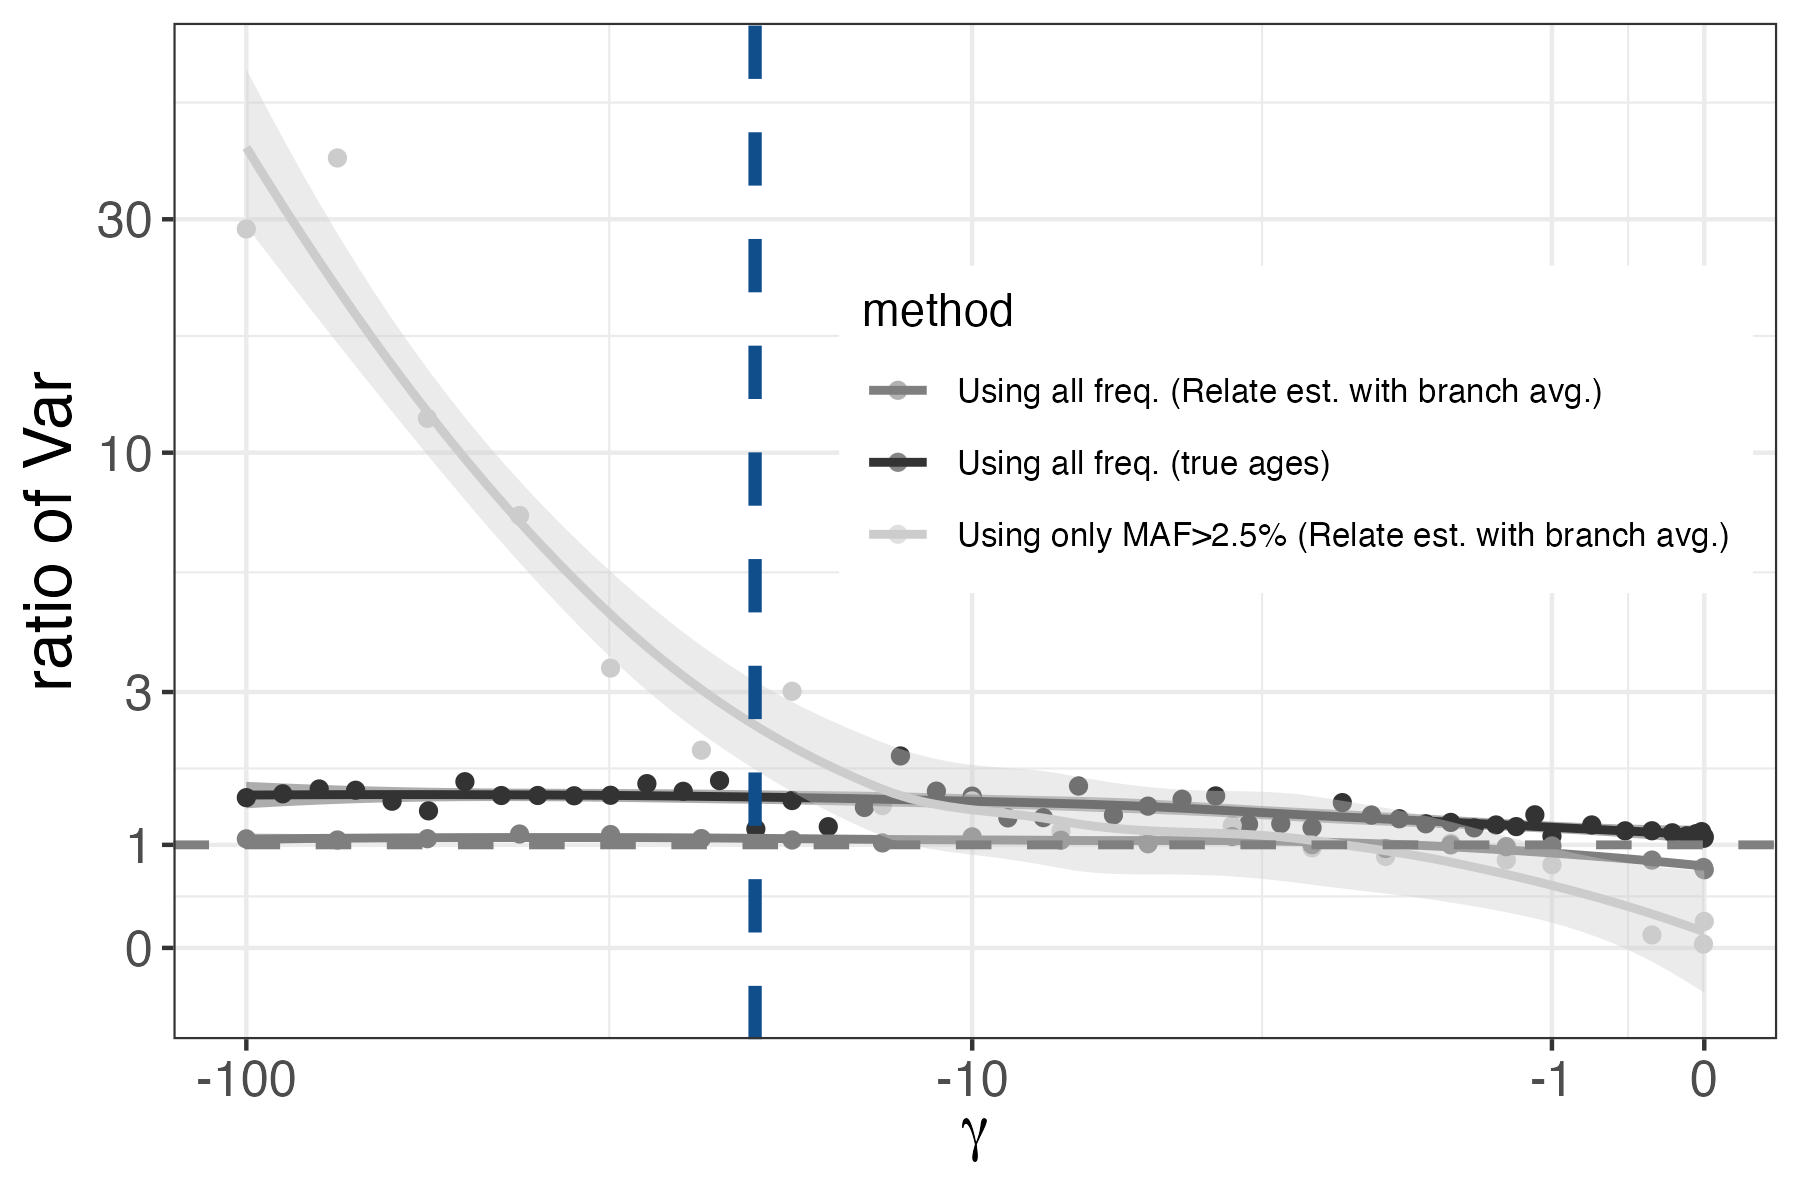 ratio of Var
30
10
3
1
0
method
Using all freq. (Relate est. with branch avg.)
Using all freq. (true ages)
Using only MAF>2.5% (Relate est. with branch avg.)
-100
-10
-1
0
γ